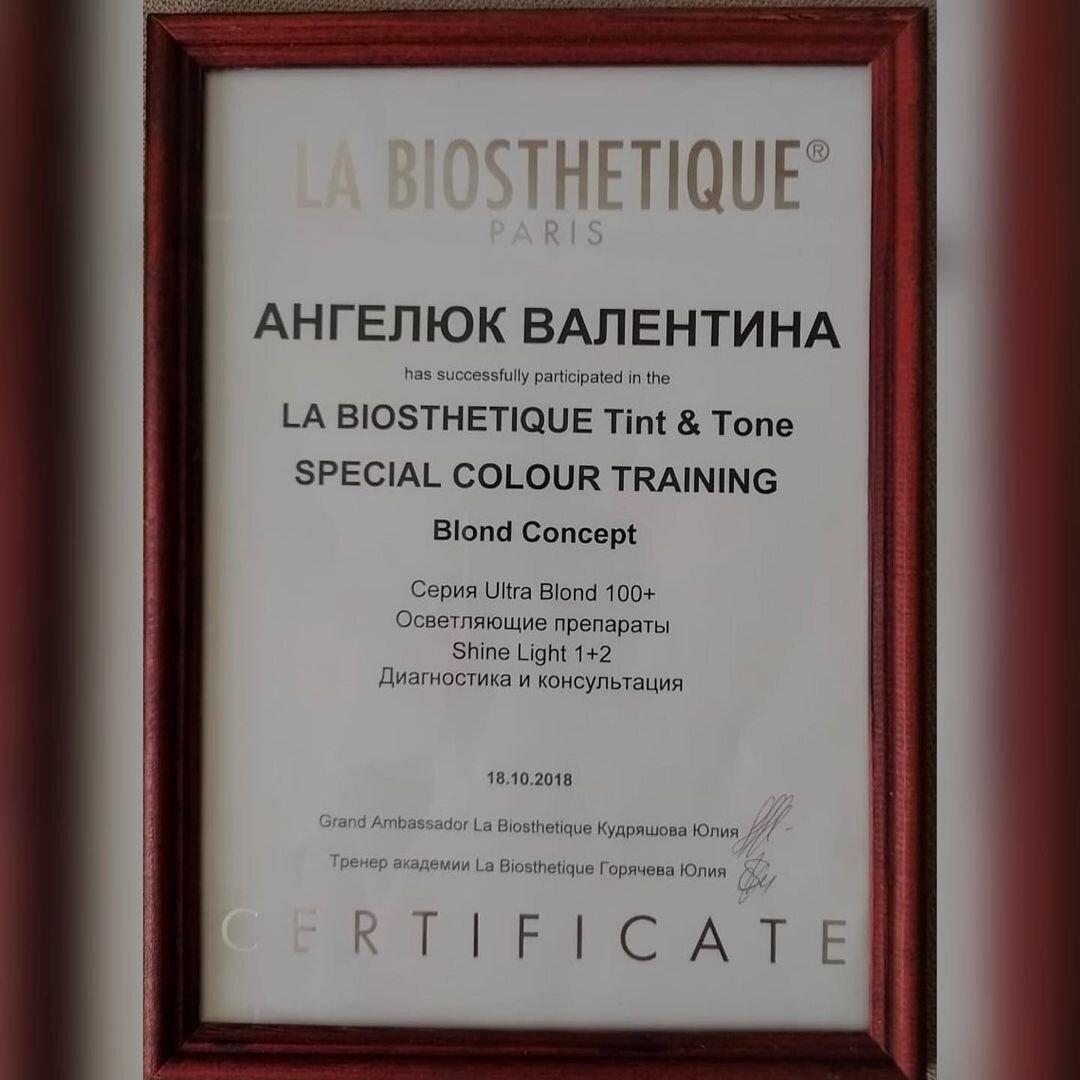 LA BIOSTHETIQUE®
PARIS
АНГЕЛЮК ВАЛЕНТИНА
has successfully participated in the
LA BIOSTHETIQUE Tint & Tone
SPECIAL COLOUR TRAINING
Blond Concept
Серия Ultra Blond 100+
Осветляющие препараты
Shine Light 1+2
Диагностика и консультация
18.10.2018
Grand Ambassador La Biosthetique Кудряшова Юлия
Тренер академии La Biosthetique Горячева Юлия
CERTIFICATE